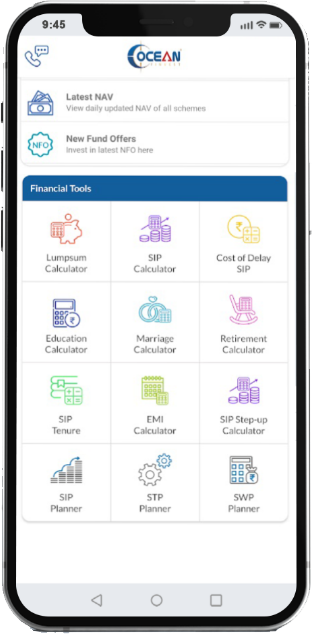 9:45
OCEAN
Latest NAV
View daily updated NAV of all schemes
NFO
New Fund Offers
Invest in latest NFO here
Financial Tools
Lumpsum
Calculator
SIP
Calculator
Cost of Delay
SIP
Education
Calculator
Marriage
Calculator
Retirement
Calculator
SIP
Tenure
EMI
Calculator
SIP Step-up
Calculator
SIP
Planner
STP
Planner
SWP
Planner